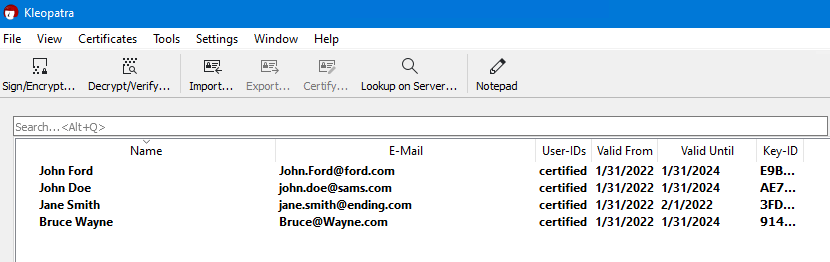 Kleopatra
File View Certificates Tools Settings Window Help
Sign/Encrypt... Decrypt/Verify... Import... Export... Certify... Lookup on Server... Notepad
Search...<Alt+Q>
Name E-Mail User-IDs Valid From Valid Until Key-ID
John Ford John.Ford@ford.com certified 1/31/2022 1/31/2024 E9B...
John Doe john.doe@sams.com certified 1/31/2022 1/31/2024 AE7...
Jane Smith jane.smith@ending.com certified 1/31/2022 2/1/2022 3FD...
Bruce Wayne Bruce@Wayne.com certified 1/31/2022 1/31/2024 914...